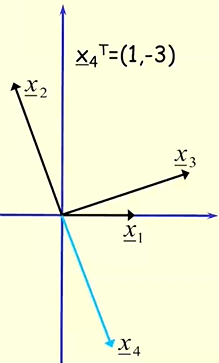 x₄ᵀ=(1,-3)
x₂
x₃
x₁
x₄